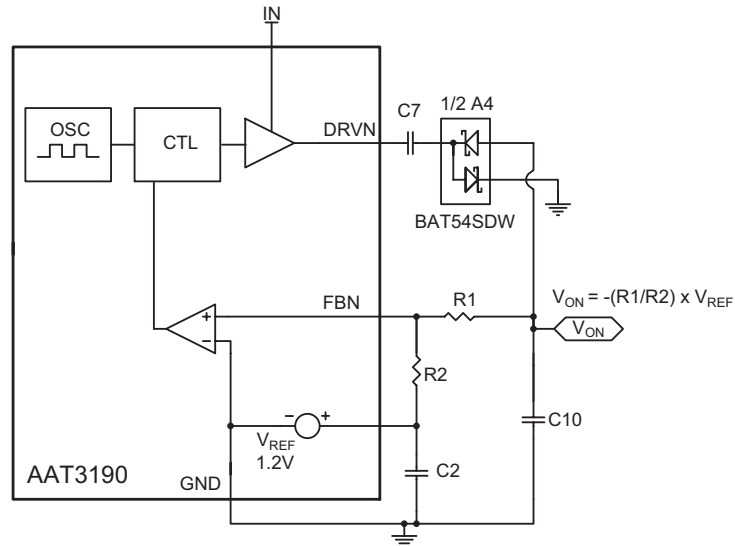 IN
OSC
CTL
DRVN
C7
1/2 A4
BAT54SDW
FBN
R1
V_ON = -(R1/R2) x V_REF
V_ON
+
−
R2
− +
V_REF
1.2V
C10
C2
AAT3190
GND